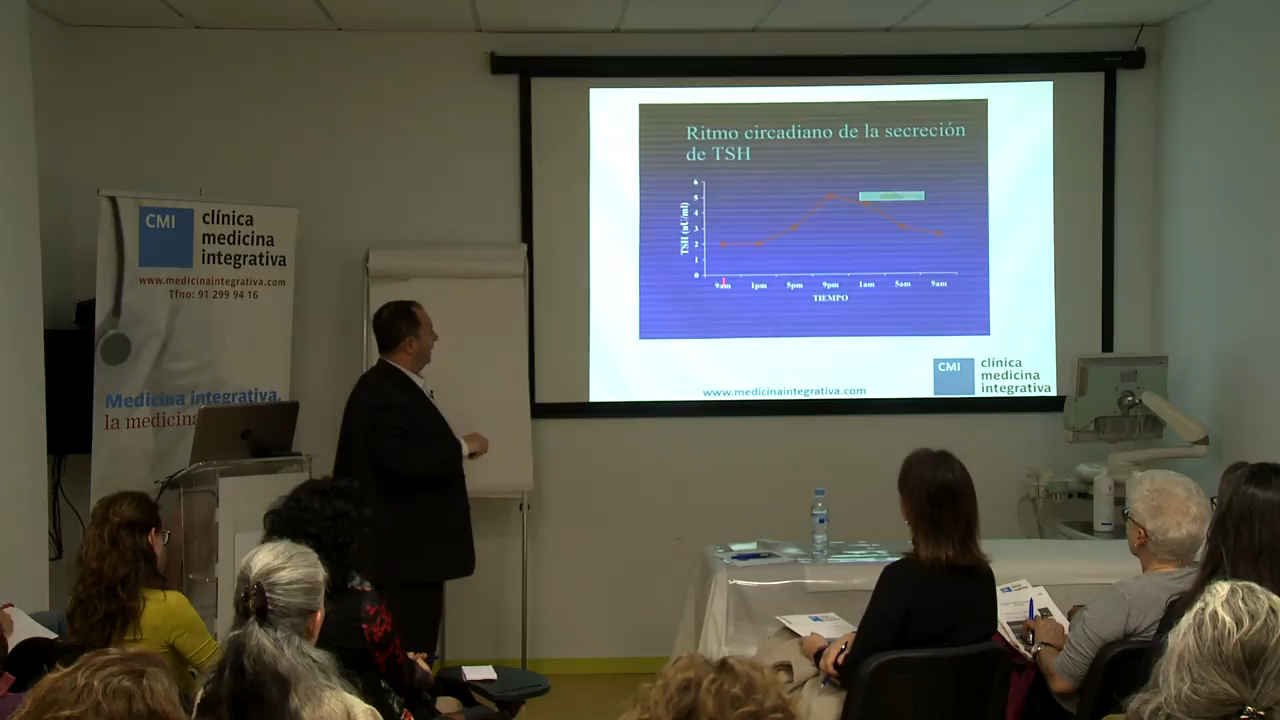 CMI
clínica
medicina
integrativa
www.medicinaintegrativa.com
Tfno: 91 299 94 16
Medicina integrativa,
la medicina
Ritmo circadiano de la secreción
de TSH
TSH (uU/ml)
6
5
4
3
2
1
0
9am 1pm 5pm 9pm 1am 5am 9am
TIEMPO
www.medicinaintegrativa.com
CMI
clínica
medicina
integrativa